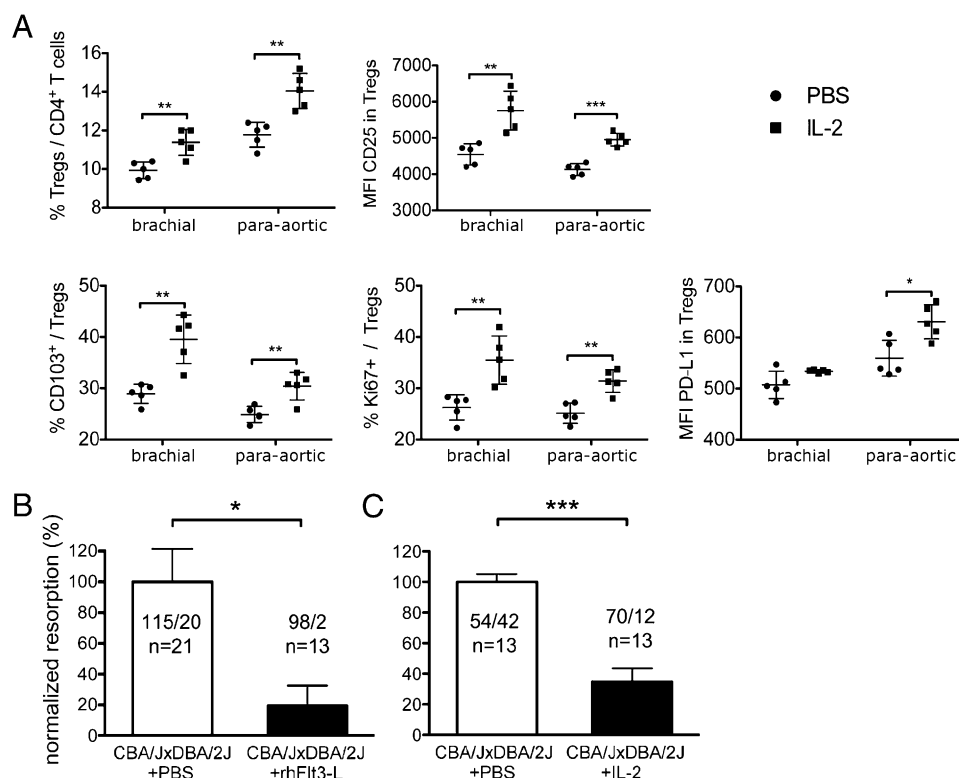 A
% Tregs / CD4+ T cells
16
14
12
10
8
**
**
brachial
para-aortic
MFI CD25 in Tregs
7000
6000
5000
4000
3000
**
***
brachial
para-aortic
PBS
IL-2
% CD103+ / Tregs
50
40
30
20
**
**
brachial
para-aortic
% Ki67+ / Tregs
50
40
30
20
**
**
brachial
para-aortic
MFI PD-L1 in Tregs
700
600
500
400
*
brachial
para-aortic
B
normalized resorption (%)
120
100
80
60
40
20
0
*
115/20
n=21
98/2
n=13
CBA/JxDBA/2J
+PBS
CBA/JxDBA/2J
+rhFlt3-L
C
120
100
80
60
40
20
0
***
54/42
n=13
70/12
n=13
CBA/JxDBA/2J
+PBS
CBA/JxDBA/2J
+IL-2